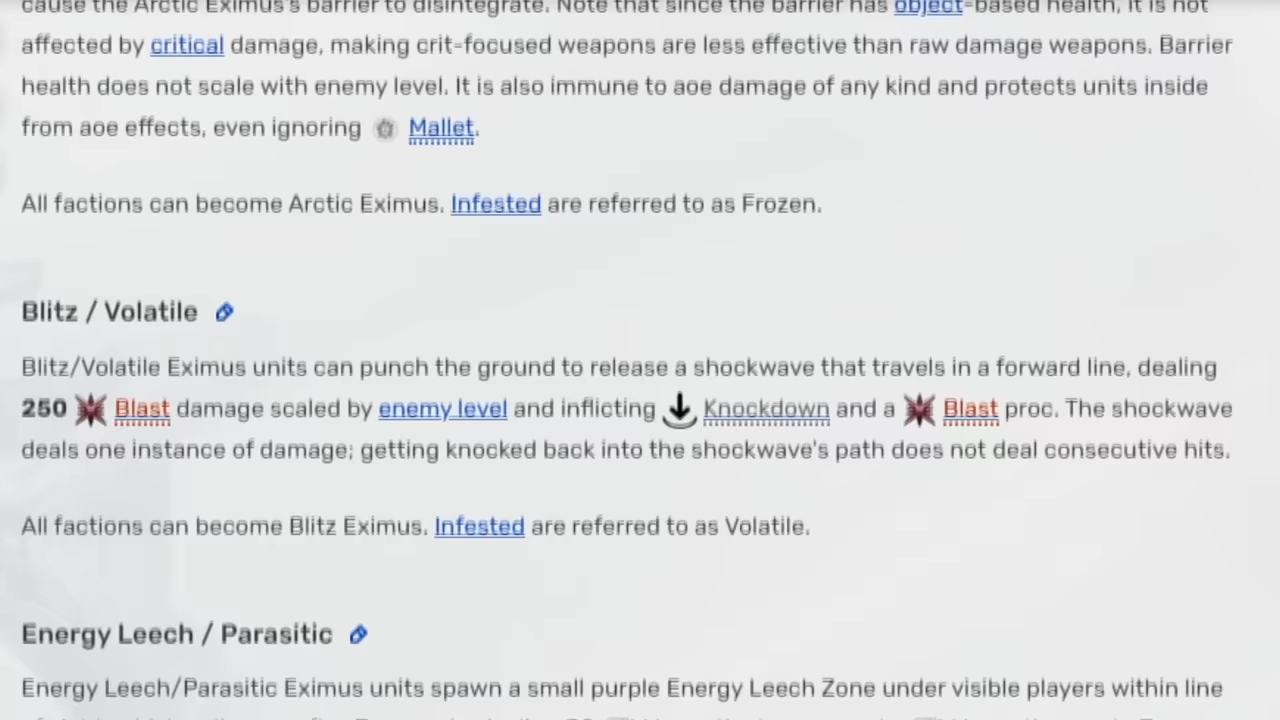 cause the Arctic Eximus's barrier to disintegrate. Note that since the barrier has object-based health, it is not
affected by critical damage, making crit-focused weapons are less effective than raw damage weapons. Barrier
health does not scale with enemy level. It is also immune to aoe damage of any kind and protects units inside
from aoe effects, even ignoring Mallet.
All factions can become Arctic Eximus. Infested are referred to as Frozen.
Blitz / Volatile
Blitz/Volatile Eximus units can punch the ground to release a shockwave that travels in a forward line, dealing
250 Blast damage scaled by enemy level and inflicting Knockdown and a Blast proc. The shockwave
deals one instance of damage; getting knocked back into the shockwave's path does not deal consecutive hits.
All factions can become Blitz Eximus. Infested are referred to as Volatile.
Energy Leech / Parasitic
Energy Leech/Parasitic Eximus units spawn a small purple Energy Leech Zone under visible players within line